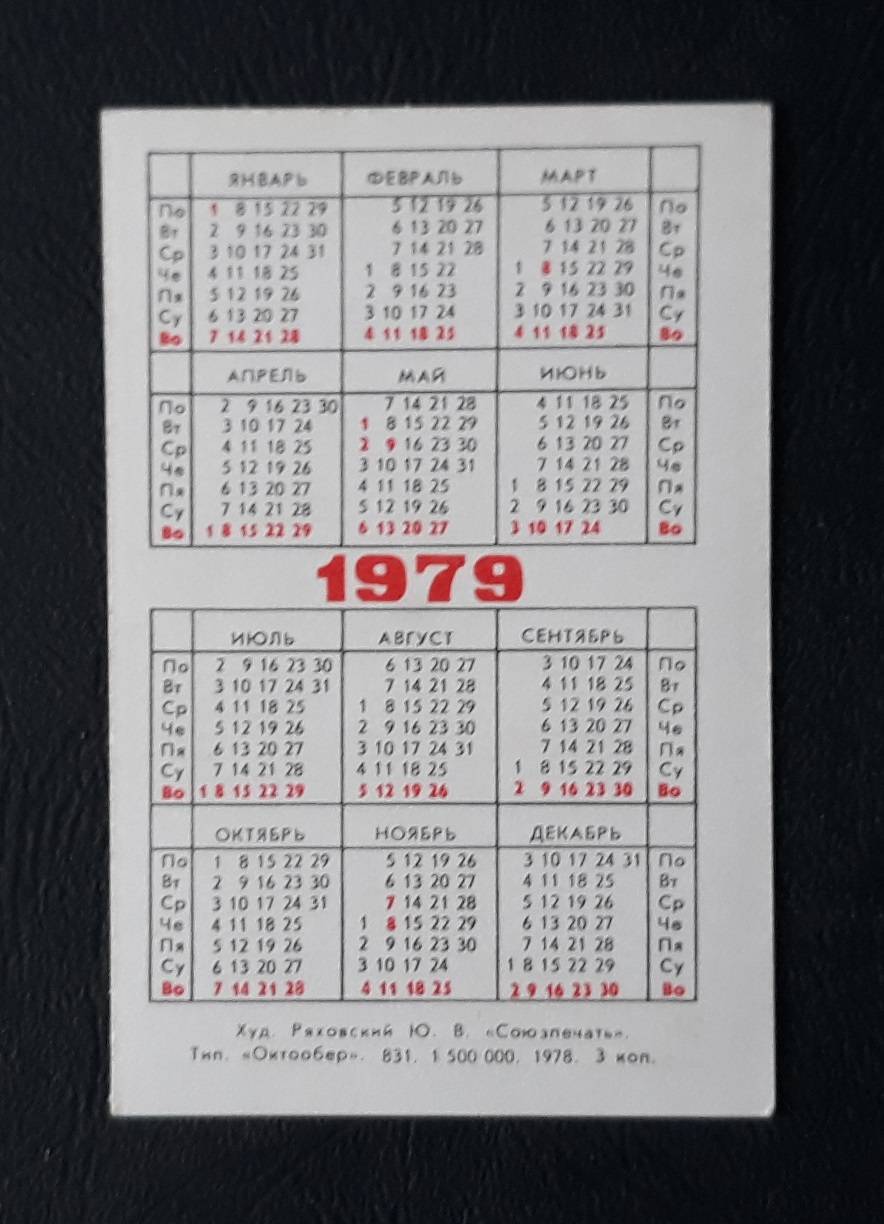 ЯНВАРЬ ФЕВРАЛЬ МАРТ
По 1 8 15 22 29 5 12 19 26 5 12 19 26 По
Вт 2 9 16 23 30 6 13 20 27 6 13 20 27 Вт
Ср 3 10 17 24 31 7 14 21 28 7 14 21 28 Ср
Че 4 11 18 25 1 8 15 22 1 8 15 22 29 Че
Пя 5 12 19 26 2 9 16 23 2 9 16 23 30 Пя
Су 6 13 20 27 3 10 17 24 3 10 17 24 31 Су
Во 7 14 21 28 4 11 18 25 4 11 18 25 Во
АПРЕЛЬ МАЙ ИЮНЬ
По 2 9 16 23 30 7 14 21 28 4 11 18 25 По
Вт 3 10 17 24 1 8 15 22 29 5 12 19 26 Вт
Ср 4 11 18 25 2 9 16 23 30 6 13 20 27 Ср
Че 5 12 19 26 3 10 17 24 31 7 14 21 28 Че
Пя 6 13 20 27 4 11 18 25 1 8 15 22 29 Пя
Су 7 14 21 28 5 12 19 26 2 9 16 23 30 Су
Во 1 8 15 22 29 6 13 20 27 3 10 17 24 Во
1979
ИЮЛЬ АВГУСТ СЕНТЯБРЬ
По 2 9 16 23 30 6 13 20 27 3 10 17 24 По
Вт 3 10 17 24 31 7 14 21 28 4 11 18 25 Вт
Ср 4 11 18 25 1 8 15 22 29 5 12 19 26 Ср
Че 5 12 19 26 2 9 16 23 30 6 13 20 27 Че
Пя 6 13 20 27 3 10 17 24 31 7 14 21 28 Пя
Су 7 14 21 28 4 11 18 25 1 8 15 22 29 Су
Во 1 8 15 22 29 5 12 19 26 2 9 16 23 30 Во
ОКТЯБРЬ НОЯБРЬ ДЕКАБРЬ
По 1 8 15 22 29 5 12 19 26 3 10 17 24 31 По
Вт 2 9 16 23 30 6 13 20 27 4 11 18 25 Вт
Ср 3 10 17 24 31 7 14 21 28 5 12 19 26 Ср
Че 4 11 18 25 1 8 15 22 29 6 13 20 27 Че
Пя 5 12 19 26 2 9 16 23 30 7 14 21 28 Пя
Су 6 13 20 27 3 10 17 24 1 8 15 22 29 Су
Во 7 14 21 28 4 11 18 25 2 9 16 23 30 Во
Худ. Ряховский Ю. В. «Союзпечать».
Тип. «Октообер». 831. 1 500 000. 1978. 3 коп.